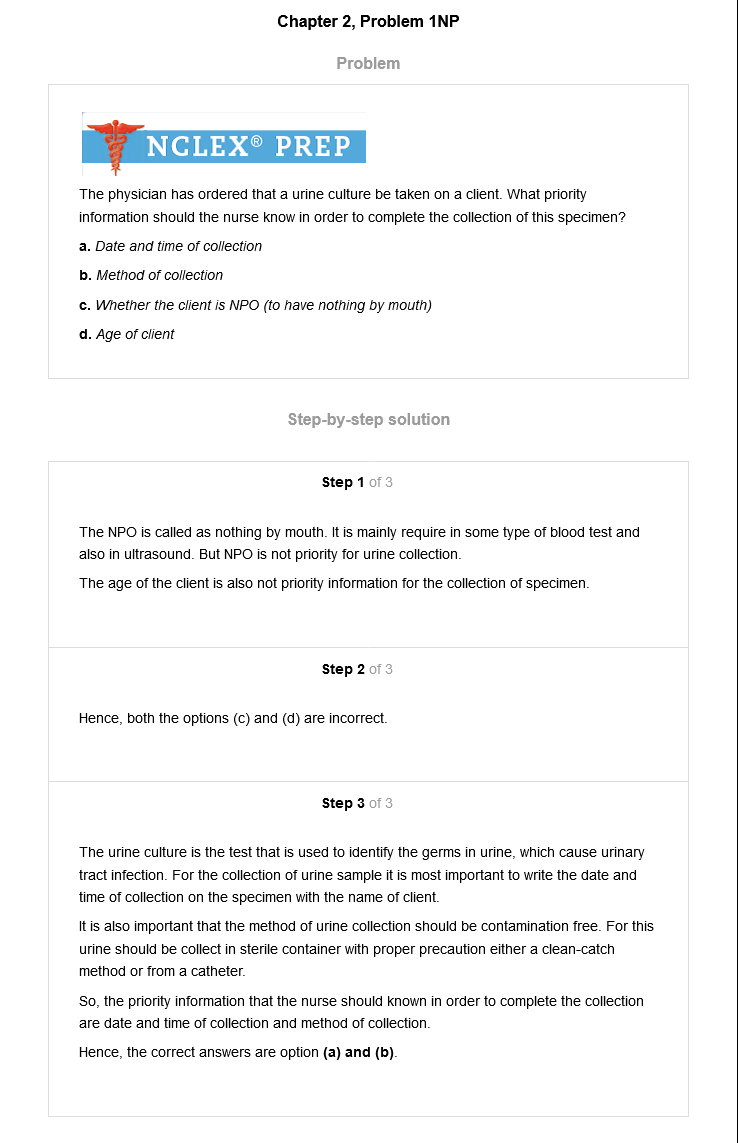 Chapter 2, Problem 1NP
Problem
NCLEX® PREP
The physician has ordered that a urine culture be taken on a client. What priority
information should the nurse know in order to complete the collection of this specimen?
a. Date and time of collection
b. Method of collection
c. Whether the client is NPO (to have nothing by mouth)
d. Age of client
Step-by-step solution
Step 1 of 3
The NPO is called as nothing by mouth. It is mainly require in some type of blood test and
also in ultrasound. But NPO is not priority for urine collection.
The age of the client is also not priority information for the collection of specimen.
Step 2 of 3
Hence, both the options (c) and (d) are incorrect.
Step 3 of 3
The urine culture is the test that is used to identify the germs in urine, which cause urinary
tract infection. For the collection of urine sample it is most important to write the date and
time of collection on the specimen with the name of client.
It is also important that the method of urine collection should be contamination free. For this
urine should be collect in sterile container with proper precaution either a clean-catch
method or from a catheter.
So, the priority information that the nurse should known in order to complete the collection
are date and time of collection and method of collection.
Hence, the correct answers are option (a) and (b).